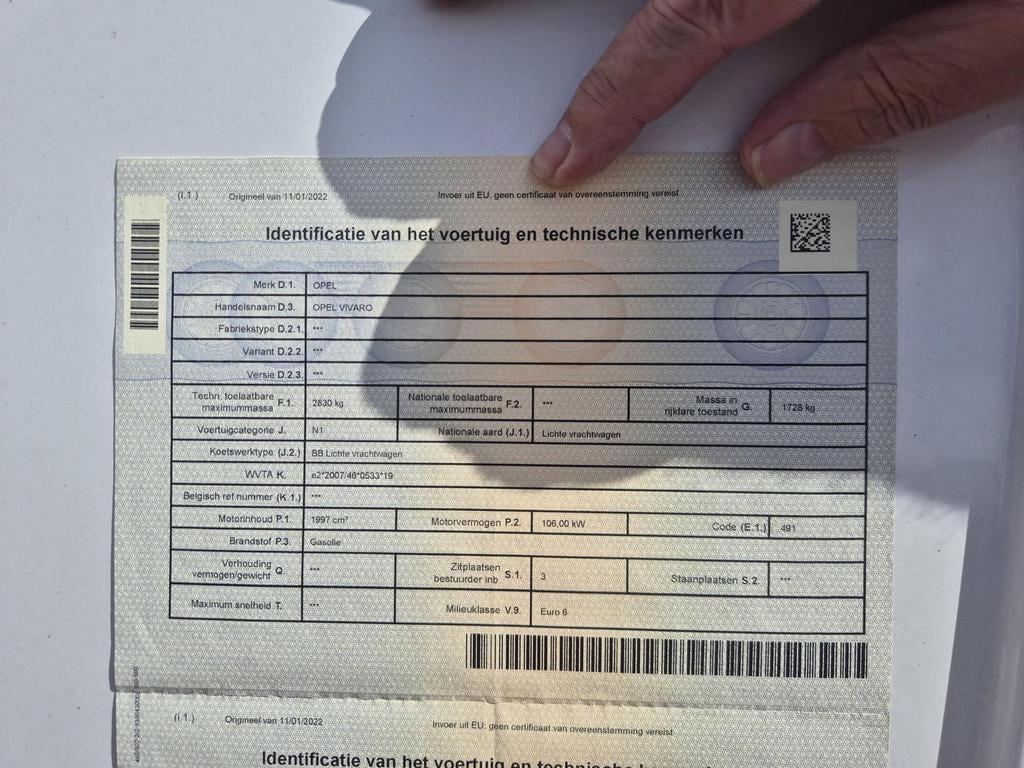 (I.1.) Origineel van 11/01/2022 Invoer uit EU: geen certificaat van overeenstemming vereist
Identificatie van het voertuig en technische kenmerken
Merk D.1. OPEL
Handelsnaam D.3. OPEL VIVARO
Fabriekstype D.2.1. ***
Variant D.2.2. ***
Versie D.2.3. ***
Techn. toelaatbare maximummassa F.1. 2830 kg Nationale toelaatbare maximummassa F.2. *** Massa in rijklare toestand G. 1728 kg
Voertuigcategorie J. N1 Nationale aard (J.1.) Lichte vrachtwagen
Koetswerktype (J.2.) BB Lichte vrachtwagen
WVTA K. e2*2007/46*0533*19
Belgisch ref nummer (K.1.) ***
Motorinhoud P.1. 1997 cm³ Motorvermogen P.2. 106,00 kW Code (E.1.) 491
Brandstof P.3. Gasolie
Verhouding vermogen/gewicht Q. *** Zitplaatsen bestuurder inb. S.1. 3 Staanplaatsen S.2. ***
Maximum snelheid T. *** Milieuklasse V.9. Euro 6
(I.1.) Origineel van 11/01/2022 Invoer uit EU: geen certificaat van overeenstemming vereist
Identificatie van het voertuig en technische